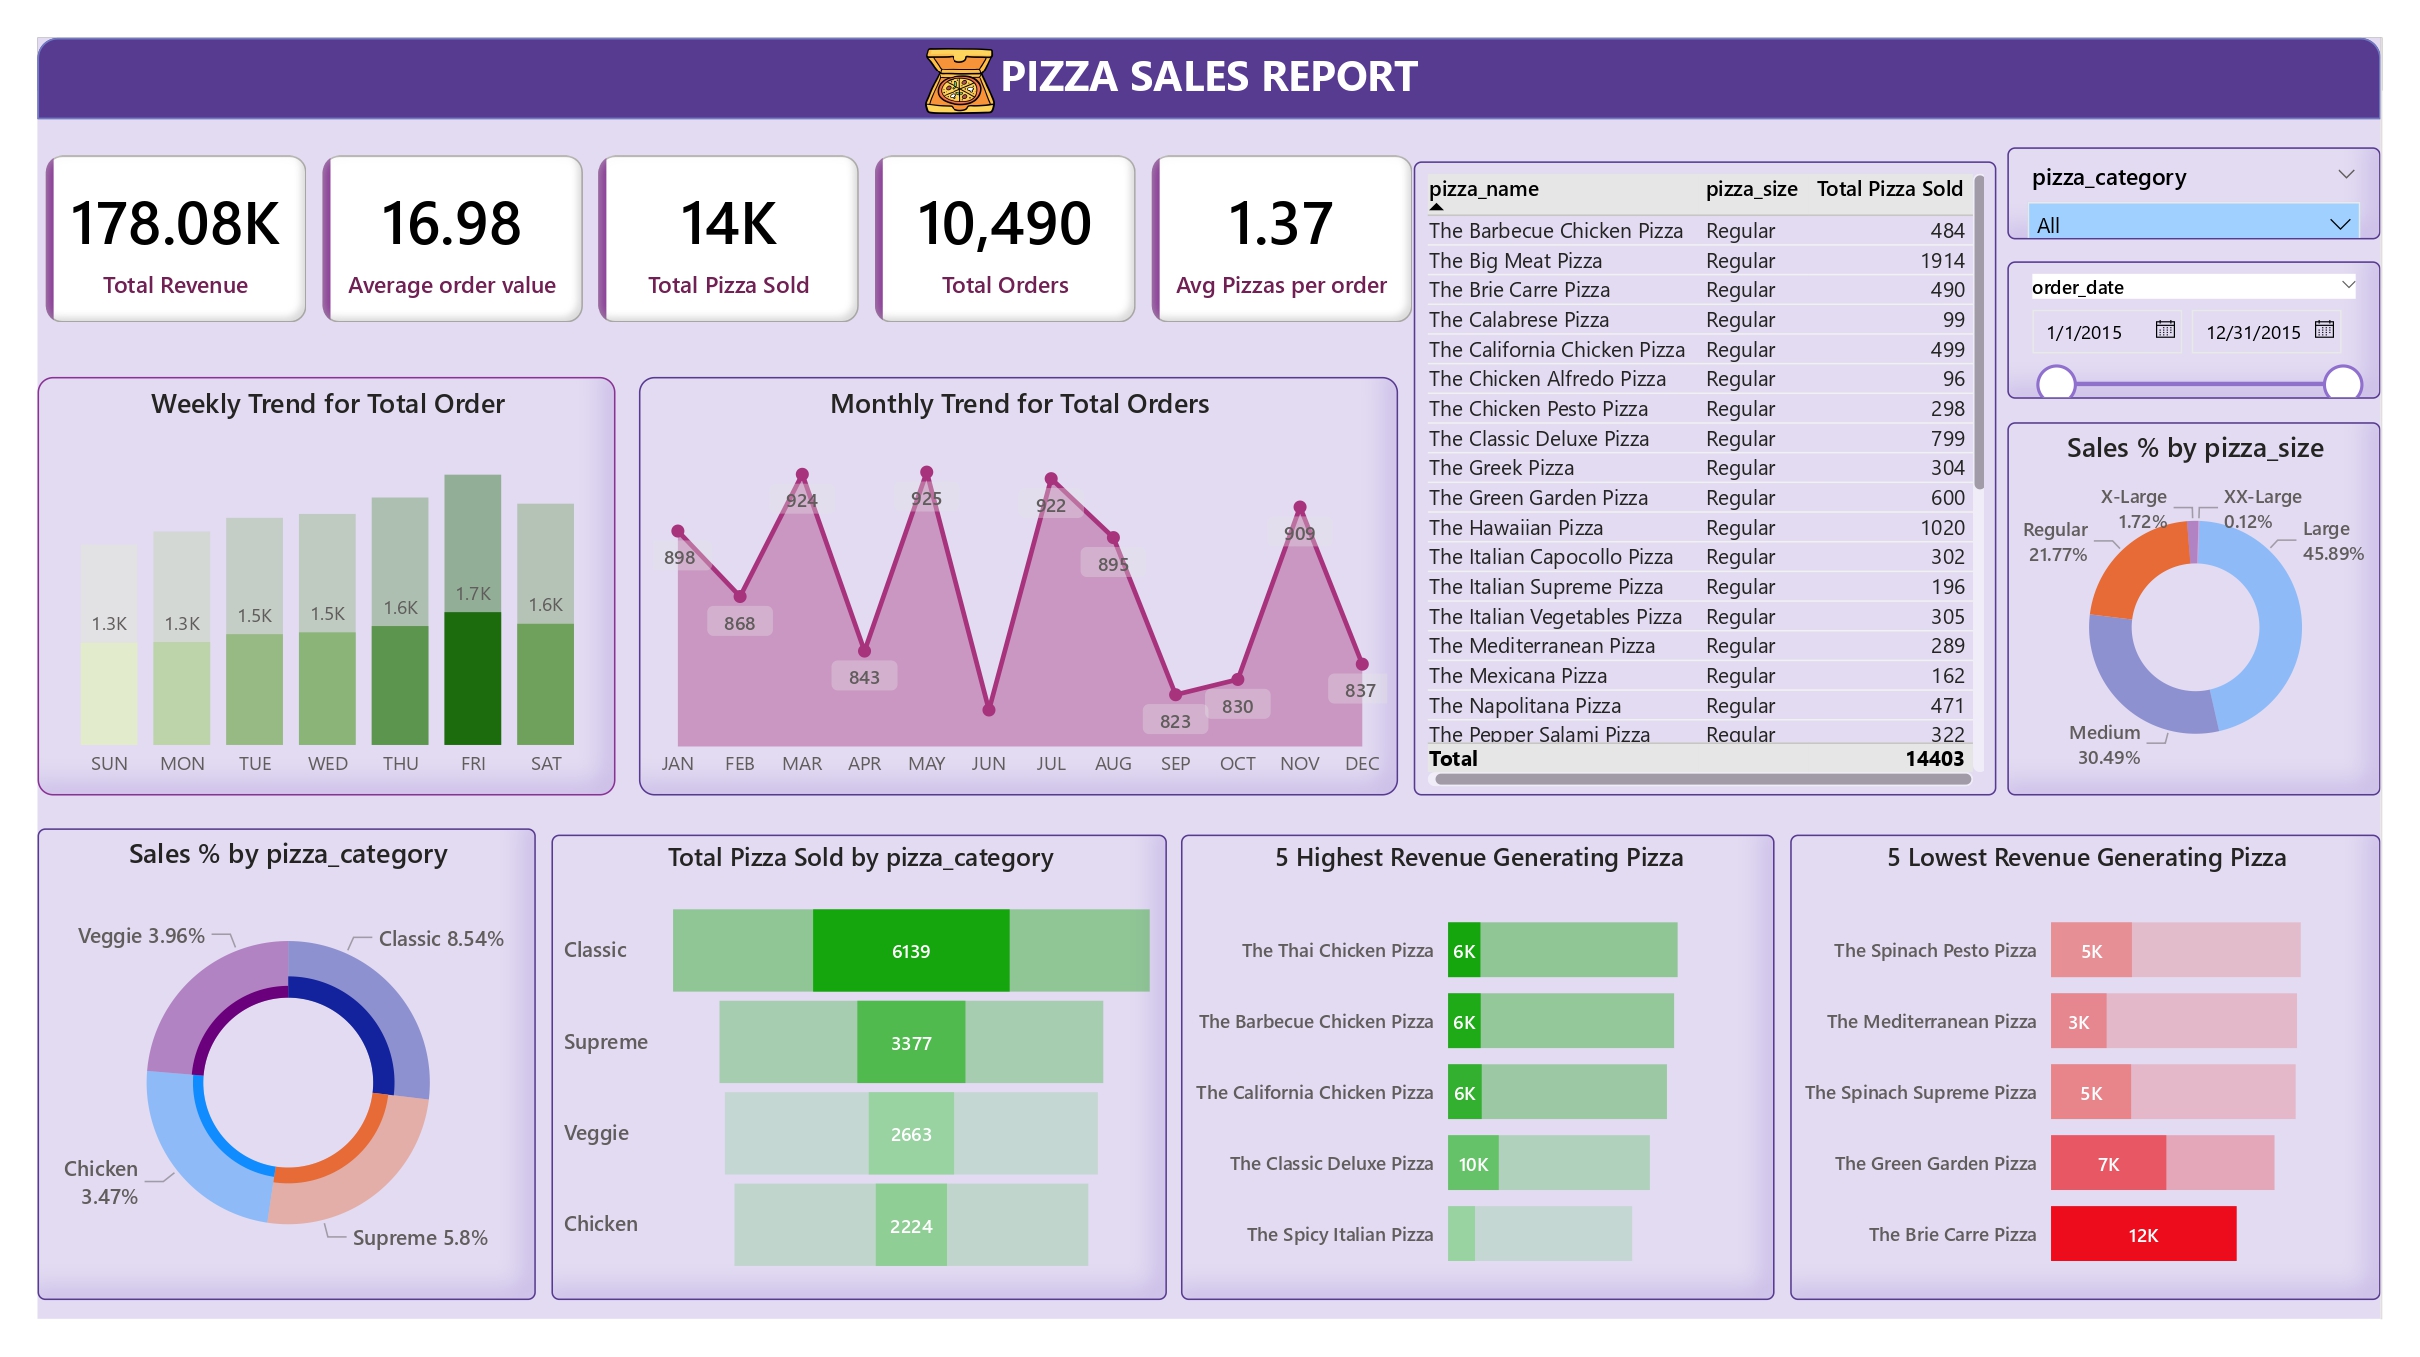 PIZZA SALES REPORT
178.08K
Total Revenue
16.98
Average order value
14K
Total Pizza Sold
10,490
Total Orders
1.37
Avg Pizzas per order
pizza_name pizza_size Total Pizza Sold
The Barbecue Chicken Pizza Regular 484
The Big Meat Pizza Regular 1914
The Brie Carre Pizza Regular 490
The Calabrese Pizza Regular 99
The California Chicken Pizza Regular 499
The Chicken Alfredo Pizza Regular 96
The Chicken Pesto Pizza Regular 298
The Classic Deluxe Pizza Regular 799
The Greek Pizza Regular 304
The Green Garden Pizza Regular 600
The Hawaiian Pizza Regular 1020
The Italian Capocollo Pizza Regular 302
The Italian Supreme Pizza Regular 196
The Italian Vegetables Pizza Regular 305
The Mediterranean Pizza Regular 289
The Mexicana Pizza Regular 162
The Napolitana Pizza Regular 471
The Pepper Salami Pizza Regular 322
Total 14403
pizza_category
All
order_date
1/1/2015 12/31/2015
Weekly Trend for Total Order
1.3K 1.3K 1.5K 1.5K 1.6K 1.7K 1.6K
SUN MON TUE WED THU FRI SAT
Monthly Trend for Total Orders
898 868 924 843 925 922 895 823 830 909 837
JAN FEB MAR APR MAY JUN JUL AUG SEP OCT NOV DEC
Sales % by pizza_size
X-Large
1.72%
XX-Large
0.12%
Regular
21.77%
Large
45.89%
Medium
30.49%
Sales % by pizza_category
Veggie 3.96%
Classic 8.54%
Chicken
3.47%
Supreme 5.8%
Total Pizza Sold by pizza_category
Classic 6139
Supreme 3377
Veggie 2663
Chicken 2224
5 Highest Revenue Generating Pizza
The Thai Chicken Pizza 6K
The Barbecue Chicken Pizza 6K
The California Chicken Pizza 6K
The Classic Deluxe Pizza 10K
The Spicy Italian Pizza
5 Lowest Revenue Generating Pizza
The Spinach Pesto Pizza 5K
The Mediterranean Pizza 3K
The Spinach Supreme Pizza 5K
The Green Garden Pizza 7K
The Brie Carre Pizza 12K